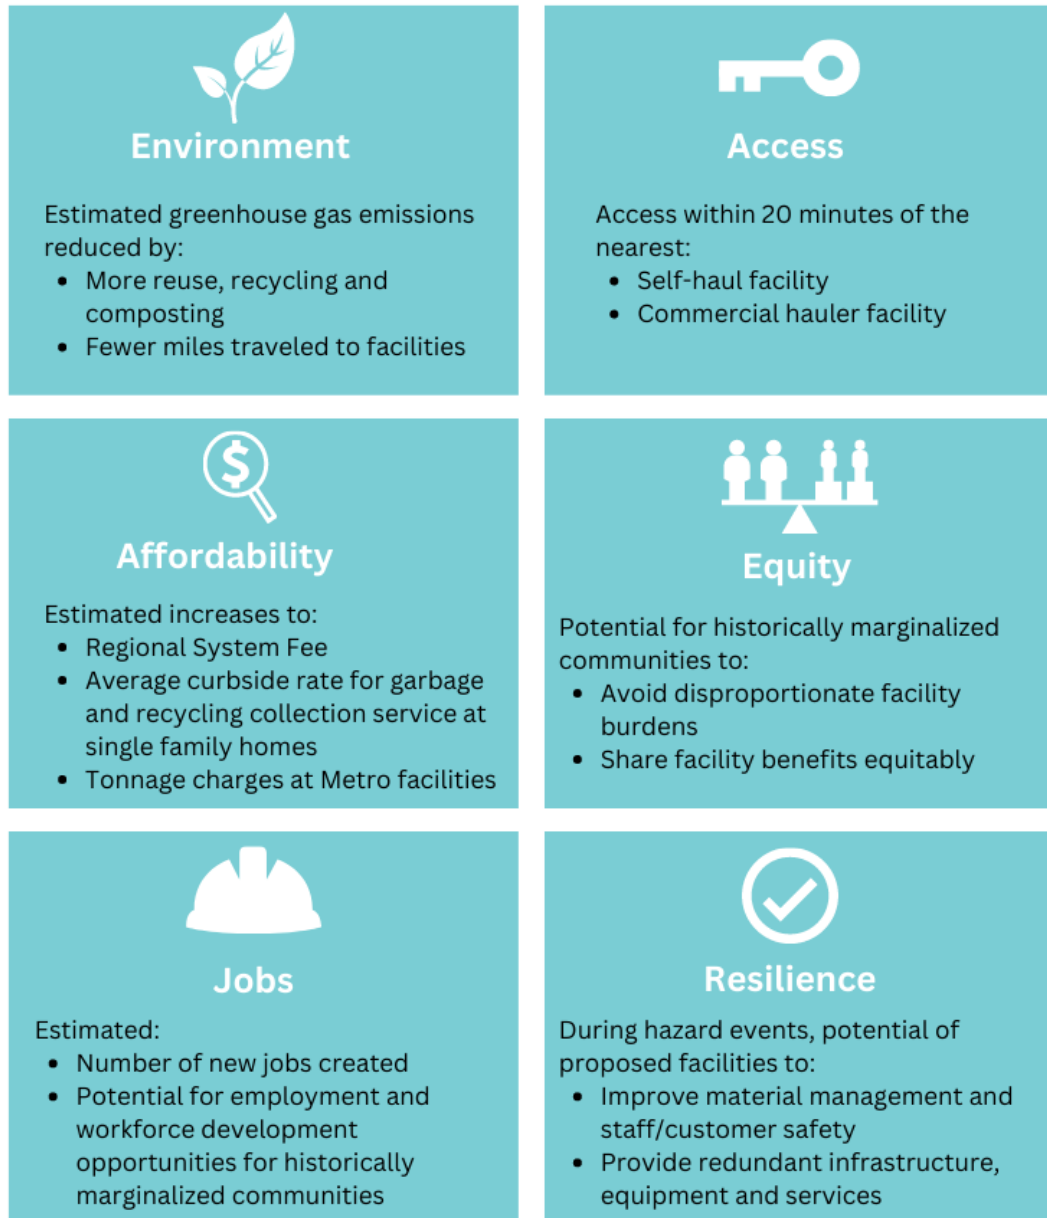 Environment
Estimated greenhouse gas emissions
reduced by:
• More reuse, recycling and
composting
• Fewer miles traveled to facilities
Access
Access within 20 minutes of the
nearest:
• Self-haul facility
• Commercial hauler facility
$
Affordability
Estimated increases to:
• Regional System Fee
• Average curbside rate for garbage
and recycling collection service at
single family homes
• Tonnage charges at Metro facilities
Equity
Potential for historically marginalized
communities to:
• Avoid disproportionate facility
burdens
• Share facility benefits equitably
Jobs
Estimated:
• Number of new jobs created
• Potential for employment and
workforce development
opportunities for historically
marginalized communities
Resilience
During hazard events, potential of
proposed facilities to:
• Improve material management and
staff/customer safety
• Provide redundant infrastructure,
equipment and services